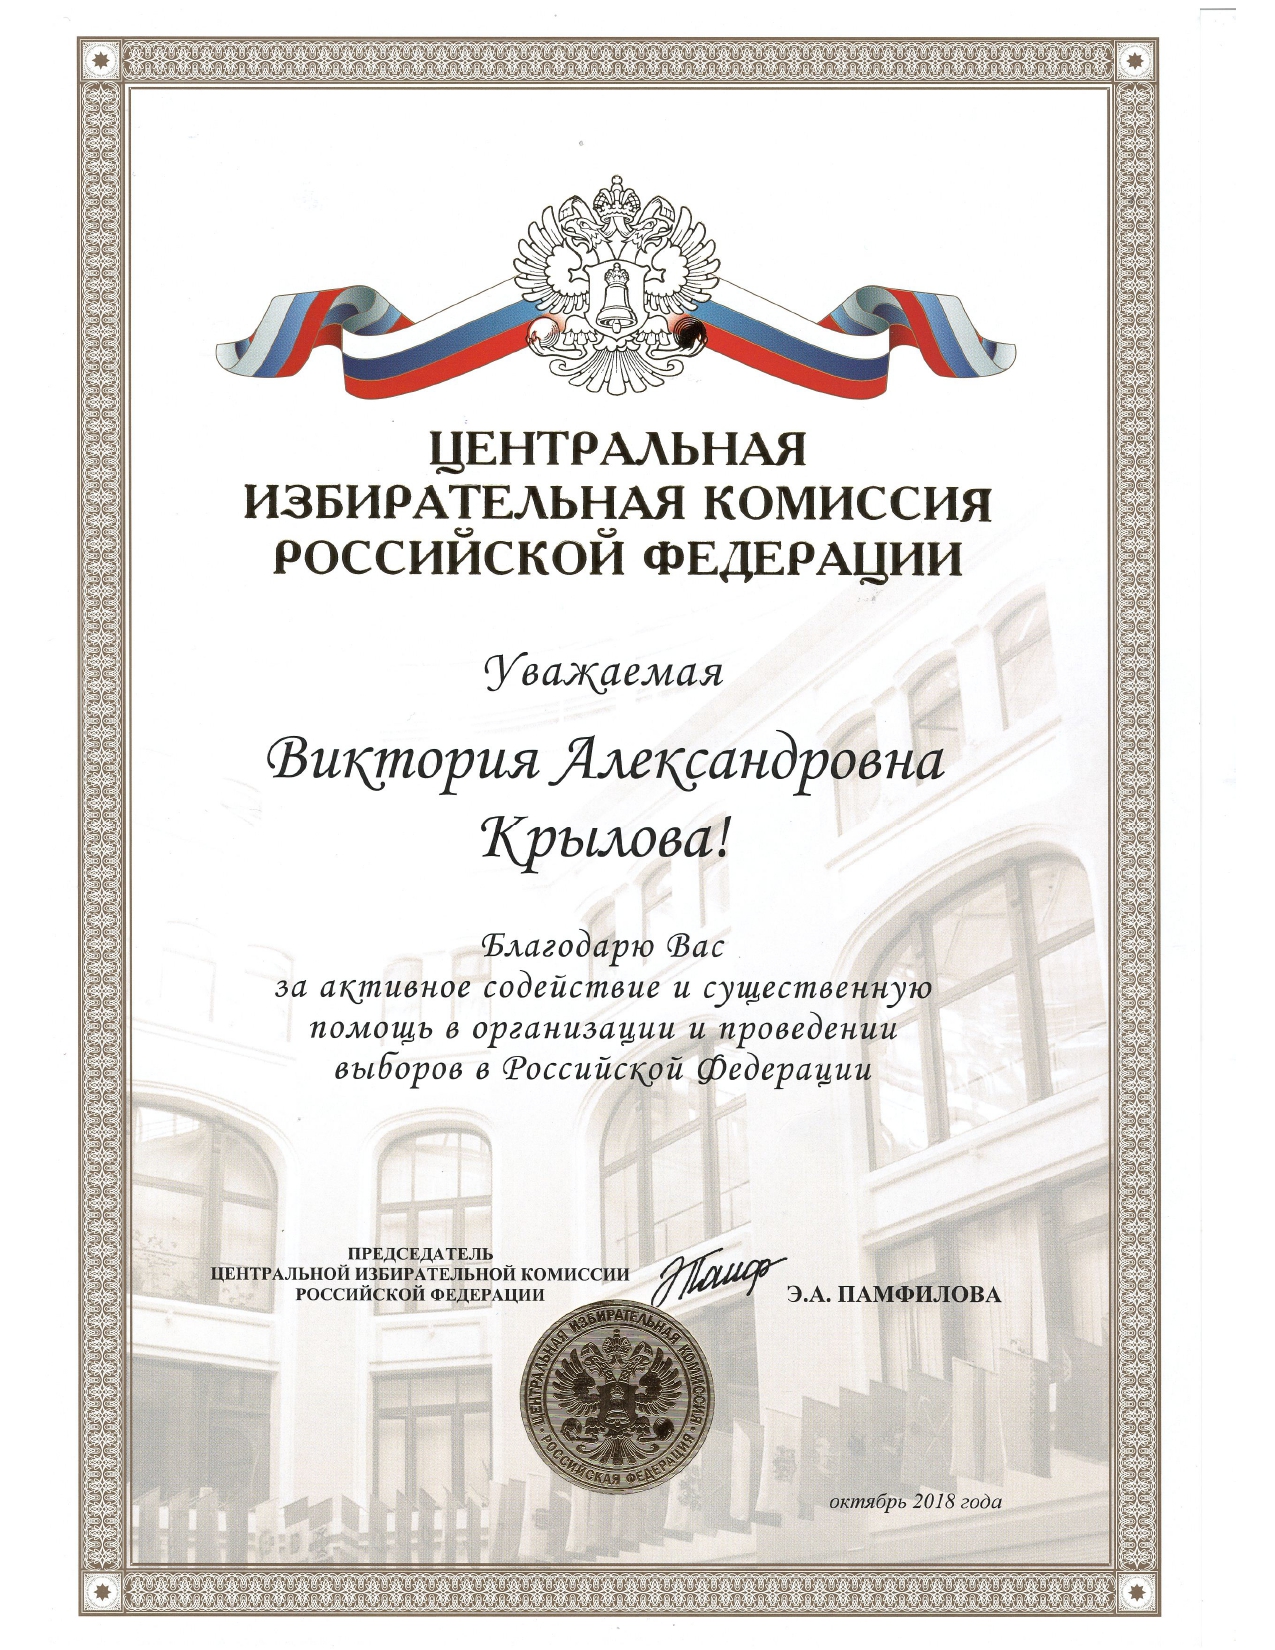 ЦЕНТРАЛЬНАЯ
ИЗБИРАТЕЛЬНАЯ КОМИССИЯ
РОССИЙСКОЙ ФЕДЕРАЦИИ
Уважаемая
Виктория Александровна
Крылова!
Благодарю Вас
за активное содействие и существенную
помощь в организации и проведении
выборов в Российской Федерации
ПРЕДСЕДАТЕЛЬ
ЦЕНТРАЛЬНОЙ ИЗБИРАТЕЛЬНОЙ КОМИССИИ
РОССИЙСКОЙ ФЕДЕРАЦИИ
Э.А. ПАМФИЛОВА
ЦЕНТРАЛЬНАЯ ИЗБИРАТЕЛЬНАЯ КОМИССИЯ
РОССИЙСКАЯ ФЕДЕРАЦИЯ
октябрь 2018 года